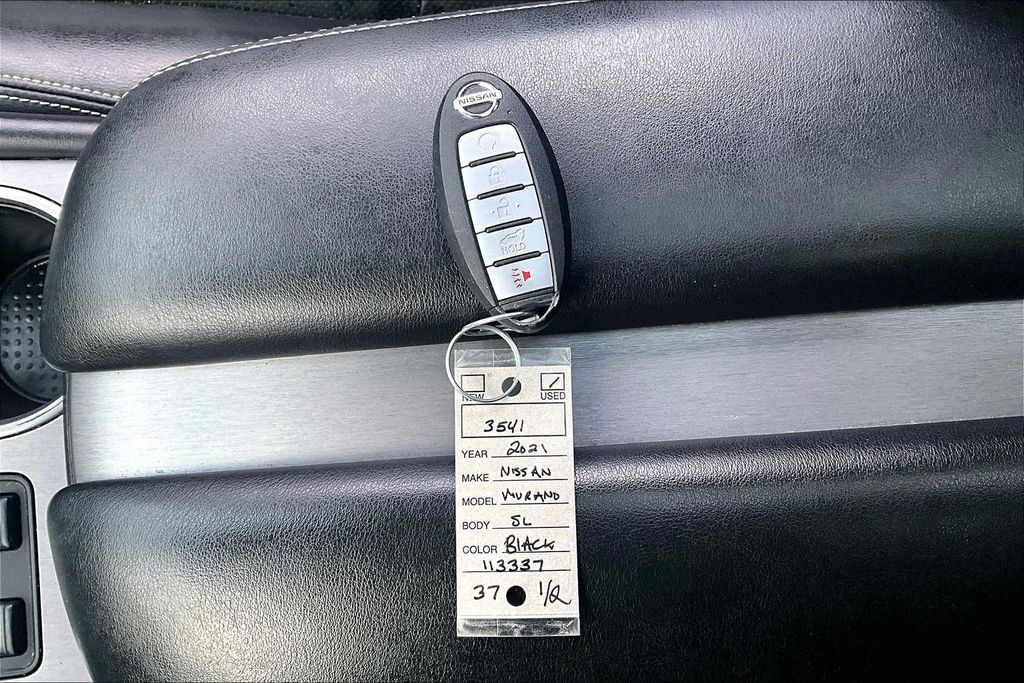 NISSAN
HOLD
NEW USED
3541
YEAR 2021
MAKE NISSAN
MODEL MURANO
BODY SL
COLOR BLACK
113337
37 1/2